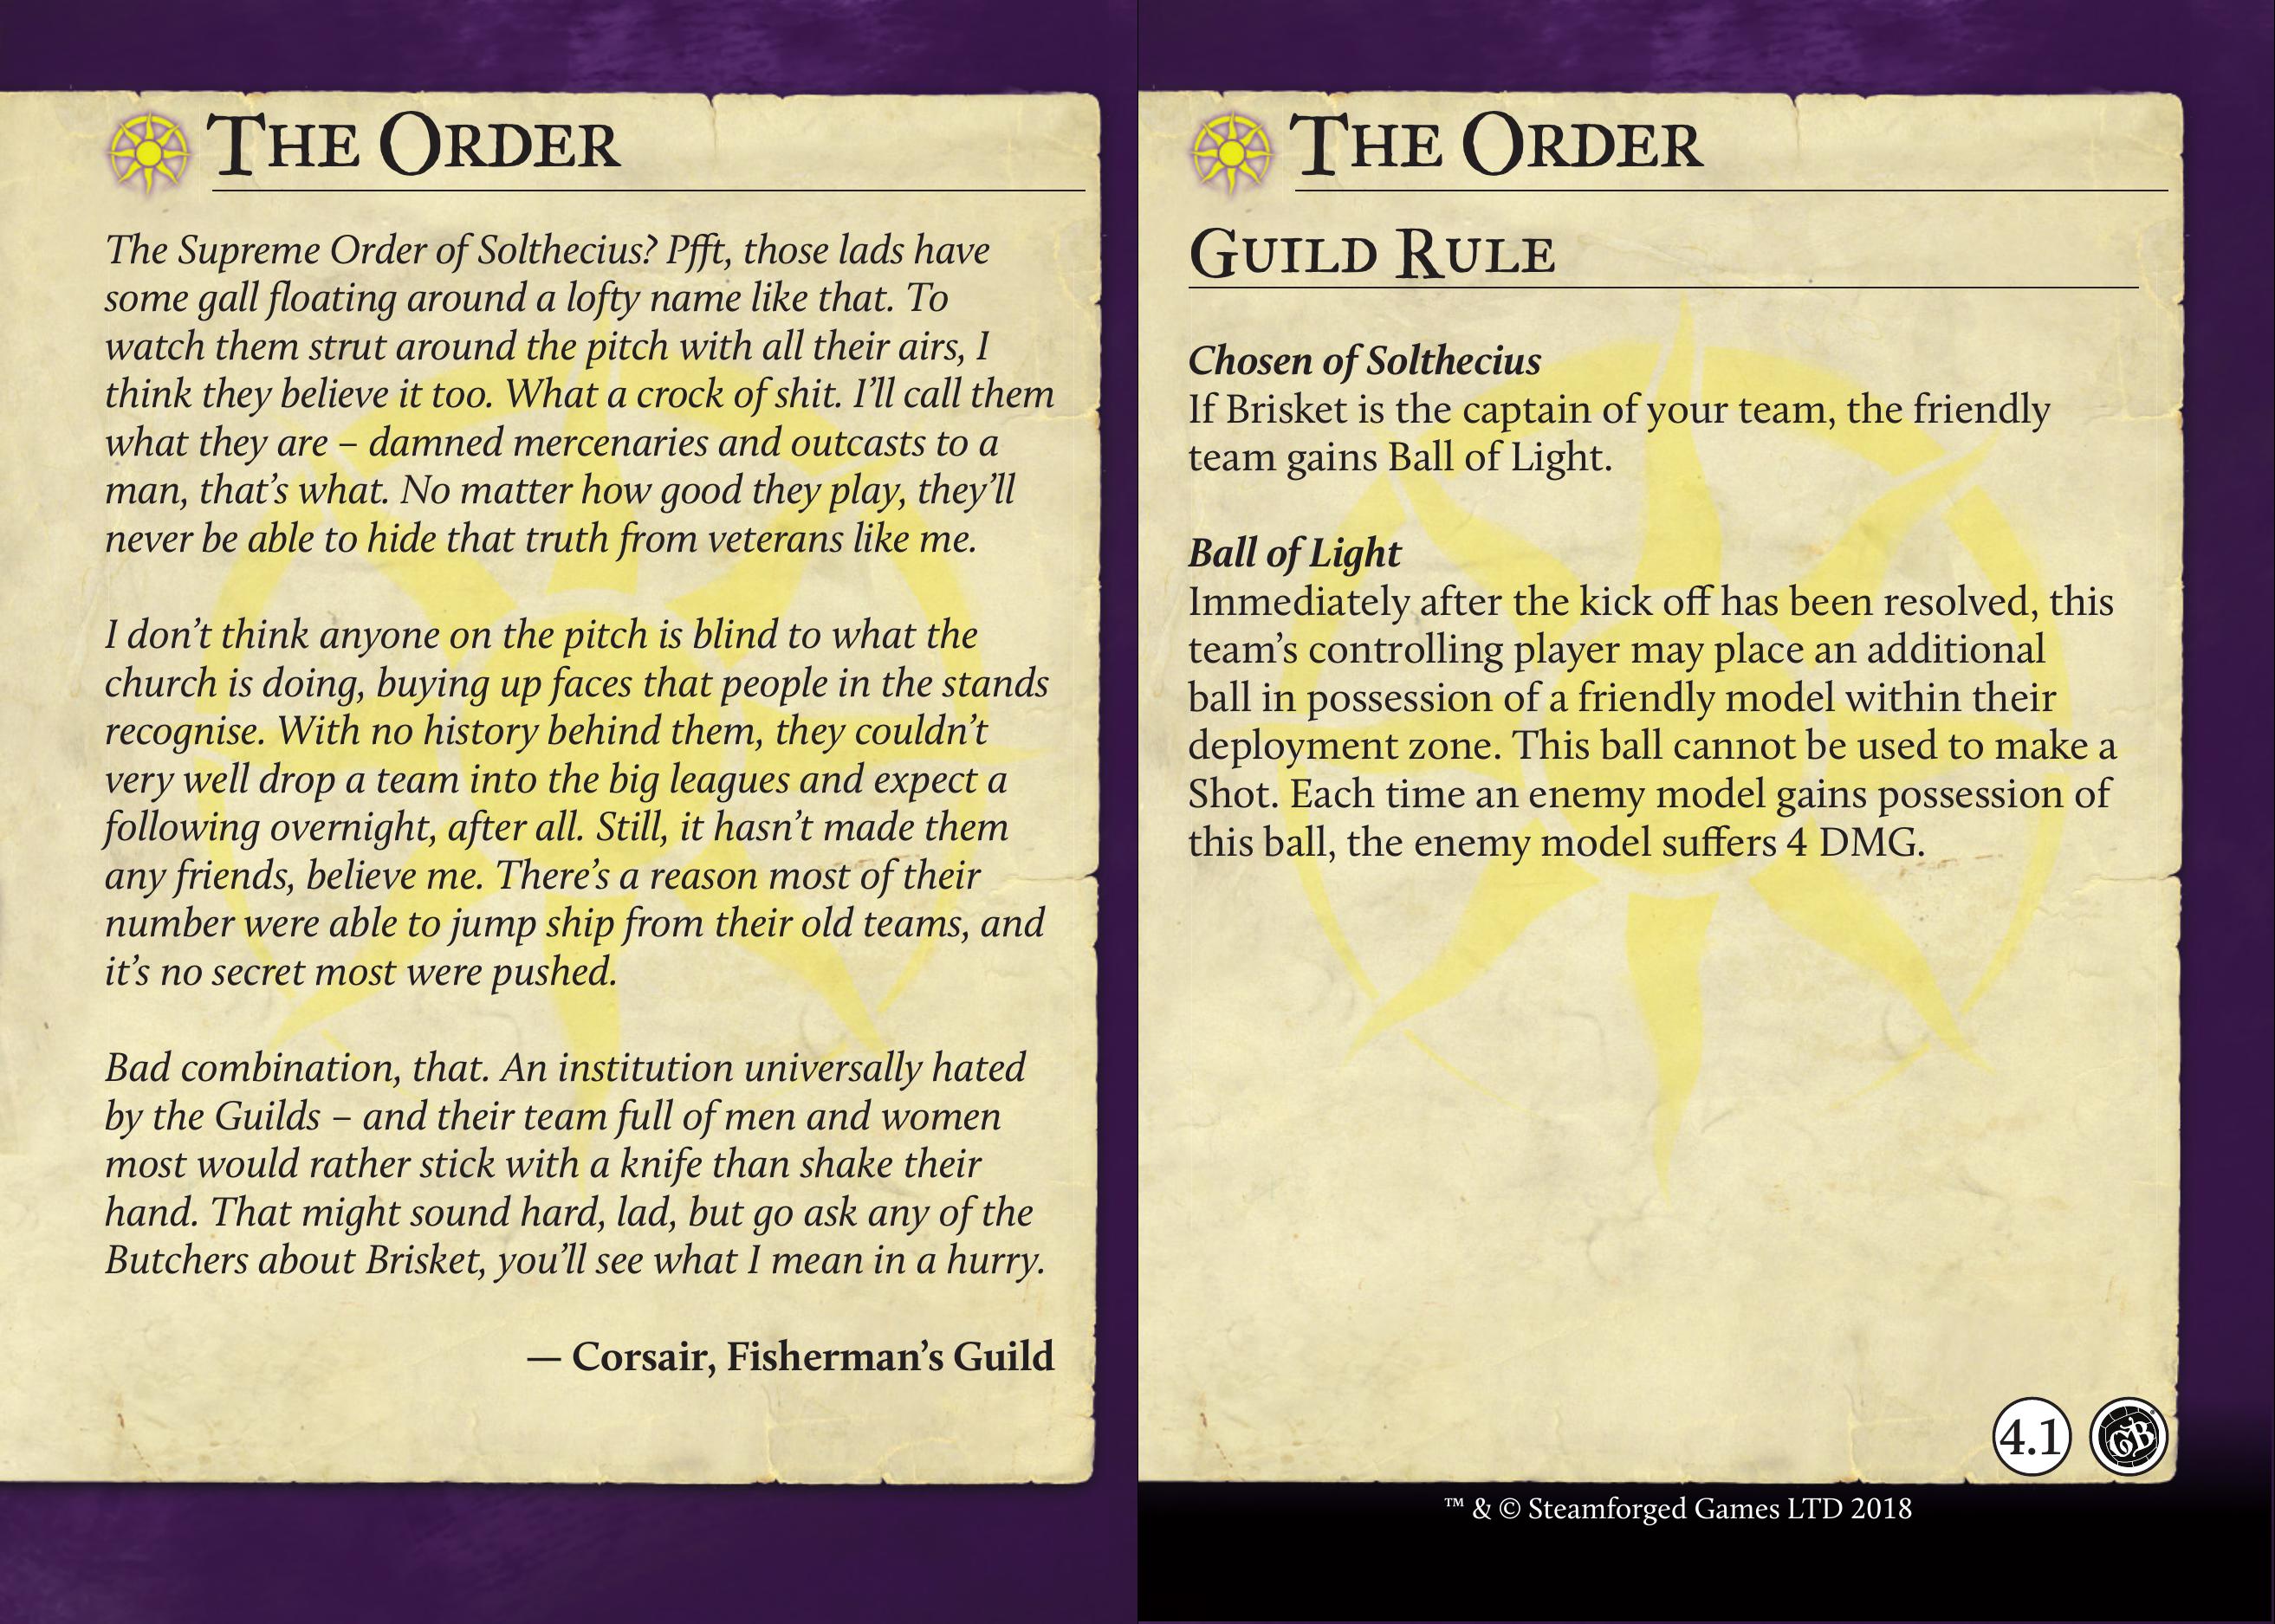 THE ORDER
The Supreme Order of Solthecius? Pfft, those lads have
some gall floating around a lofty name like that. To
watch them strut around the pitch with all their airs, I
think they believe it too. What a crock of shit. I’ll call them
what they are – damned mercenaries and outcasts to a
man, that’s what. No matter how good they play, they’ll
never be able to hide that truth from veterans like me.
I don’t think anyone on the pitch is blind to what the
church is doing, buying up faces that people in the stands
recognise. With no history behind them, they couldn’t
very well drop a team into the big leagues and expect a
following overnight, after all. Still, it hasn’t made them
any friends, believe me. There’s a reason most of their
number were able to jump ship from their old teams, and
it’s no secret most were pushed.
Bad combination, that. An institution universally hated
by the Guilds – and their team full of men and women
most would rather stick with a knife than shake their
hand. That might sound hard, lad, but go ask any of the
Butchers about Brisket, you’ll see what I mean in a hurry.
— Corsair, Fisherman’s Guild
THE ORDER
GUILD RULE
Chosen of Solthecius
If Brisket is the captain of your team, the friendly
team gains Ball of Light.
Ball of Light
Immediately after the kick off has been resolved, this
team’s controlling player may place an additional
ball in possession of a friendly model within their
deployment zone. This ball cannot be used to make a
Shot. Each time an enemy model gains possession of
this ball, the enemy model suffers 4 DMG.
4.1
GB
™ & © Steamforged Games LTD 2018